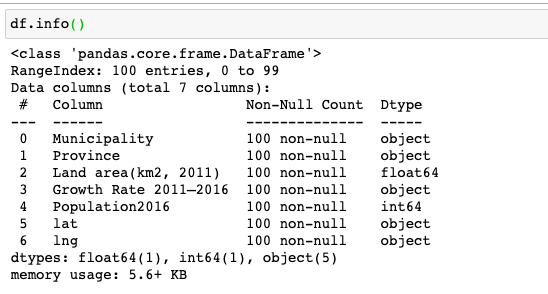 df.info()
<class 'pandas.core.frame.DataFrame'>
RangeIndex: 100 entries, 0 to 99
Data columns (total 7 columns):
 #   Column                 Non-Null Count  Dtype
---  ------                 --------------  -----
 0   Municipality           100 non-null    object
 1   Province               100 non-null    object
 2   Land area(km2, 2011)   100 non-null    float64
 3   Growth Rate 2011–2016  100 non-null    object
 4   Population2016         100 non-null    int64
 5   lat                    100 non-null    object
 6   lng                    100 non-null    object
dtypes: float64(1), int64(1), object(5)
memory usage: 5.6+ KB